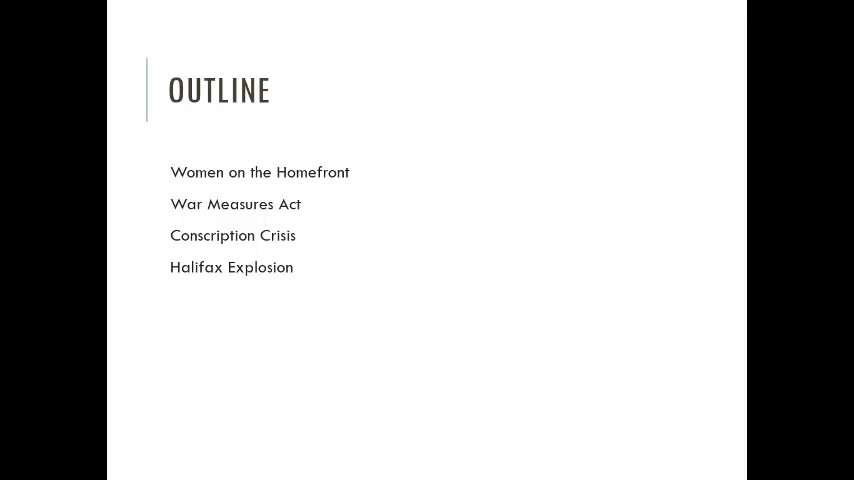 OUTLINE
Women on the Homefront
War Measures Act
Conscription Crisis
Halifax Explosion